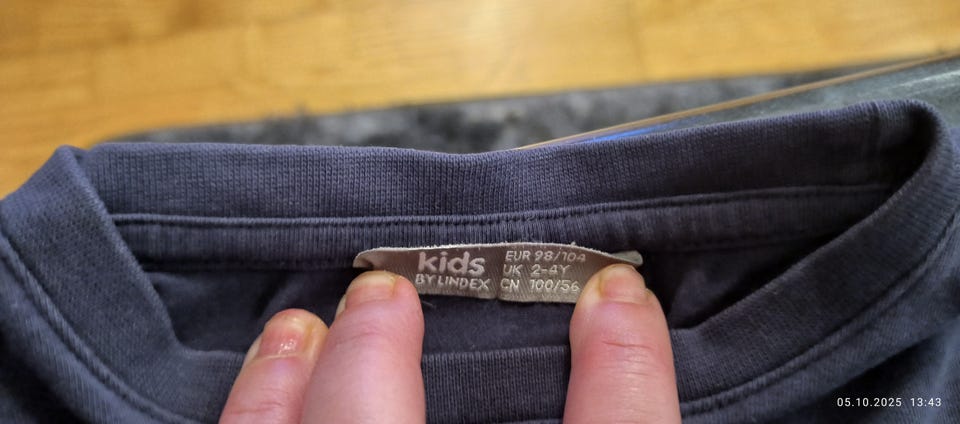 kids
BY LINDEX
EUR 98/104
UK 2-4Y
CN 100/56
05.10.2025 13:43